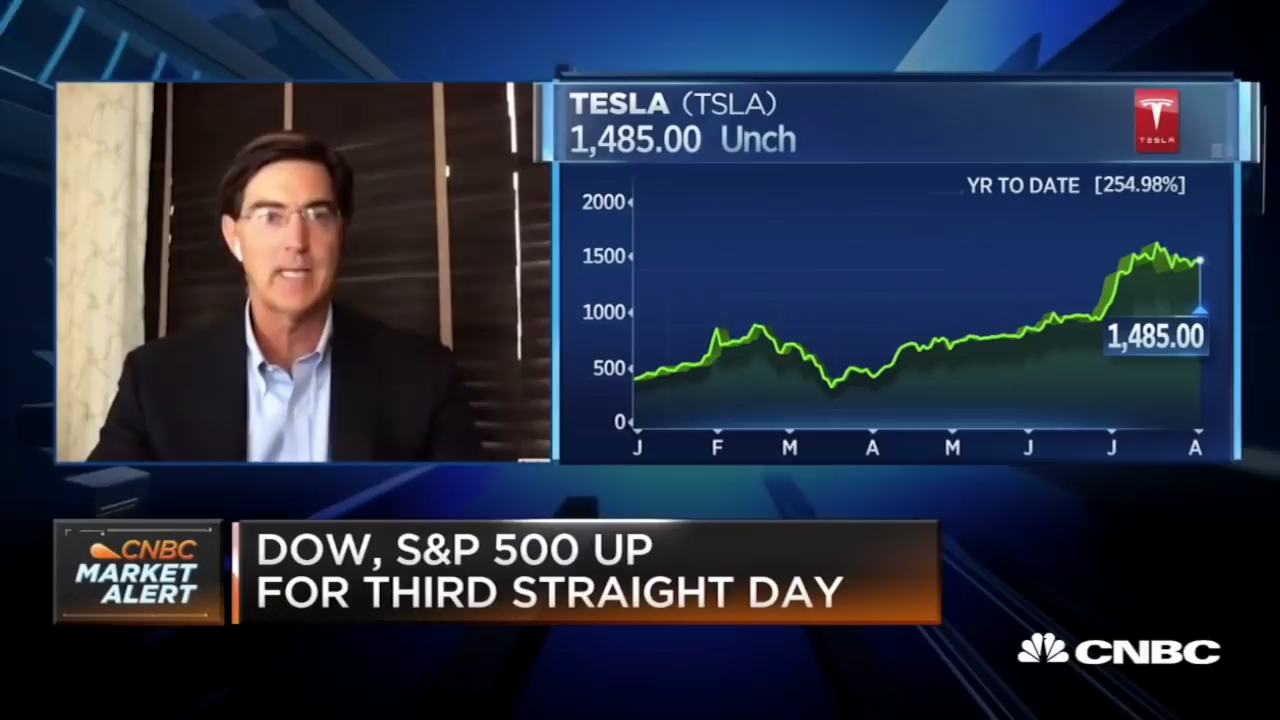 TESLA (TSLA)
1,485.00 Unch
TESLA
YR TO DATE [254.98%]
2000
1500
1000
500
0
1,485.00
J F M A M J J A
CNBC
MARKET
ALERT
DOW, S&P 500 UP
FOR THIRD STRAIGHT DAY
CNBC